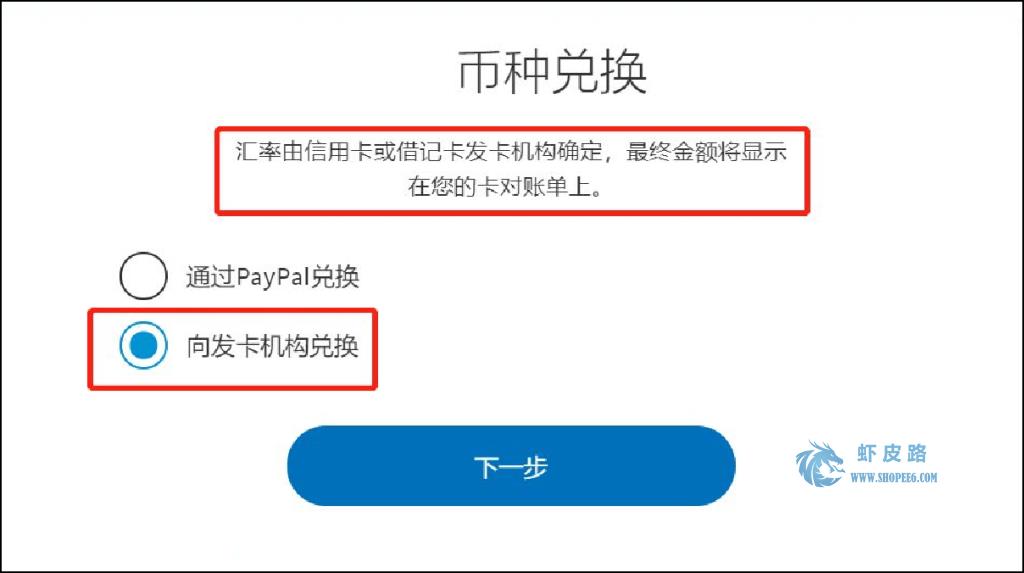 币种兑换
汇率由信用卡或借记卡发卡机构确定，最终金额将显示
在您的卡对账单上。
通过PayPal兑换
向发卡机构兑换
下一步
虾皮路
WWW.SHOPEE6.COM